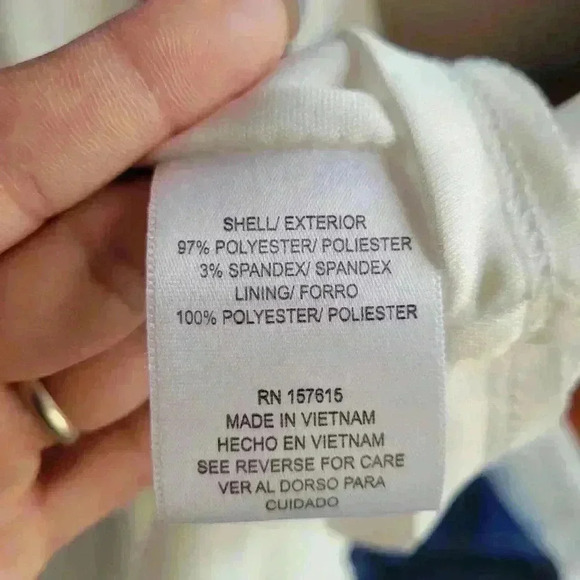 SHELL/ EXTERIOR
97% POLYESTER/ POLIESTER
3% SPANDEX/ SPANDEX
LINING/ FORRO
100% POLYESTER/ POLIESTER
RN 157615
MADE IN VIETNAM
HECHO EN VIETNAM
SEE REVERSE FOR CARE
VER AL DORSO PARA
CUIDADO